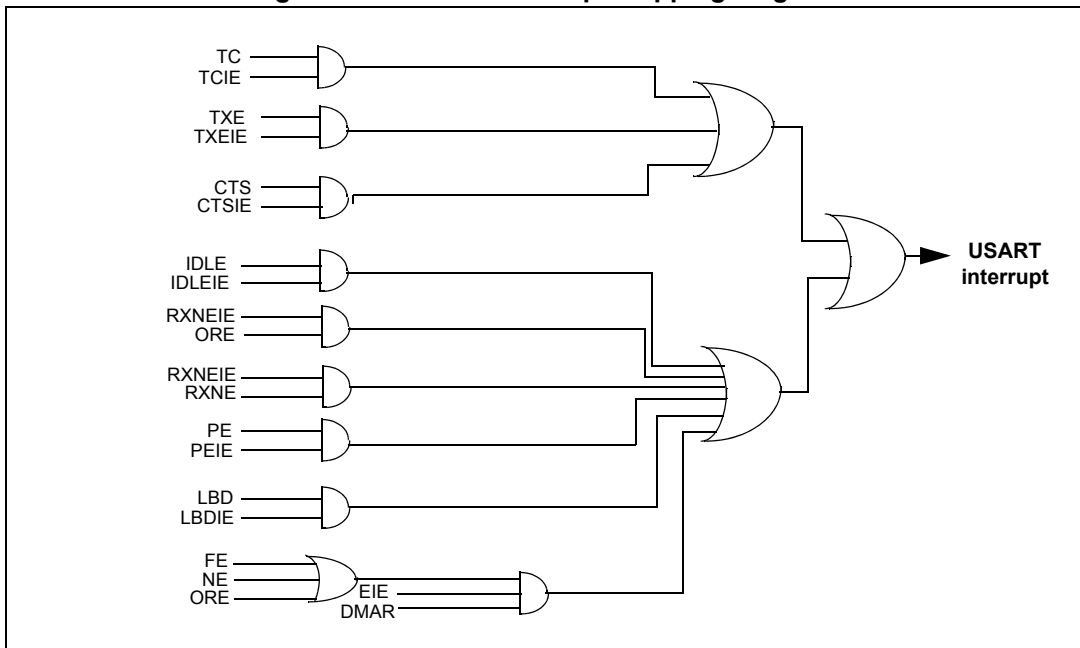 TC
TCIE
TXE
TXEIE
CTS
CTSIE
IDLE
IDLEIE
RXNEIE
ORE
RXNEIE
RXNE
PE
PEIE
LBD
LBDIE
FE
NE
ORE
EIE
DMAR
USART
interrupt